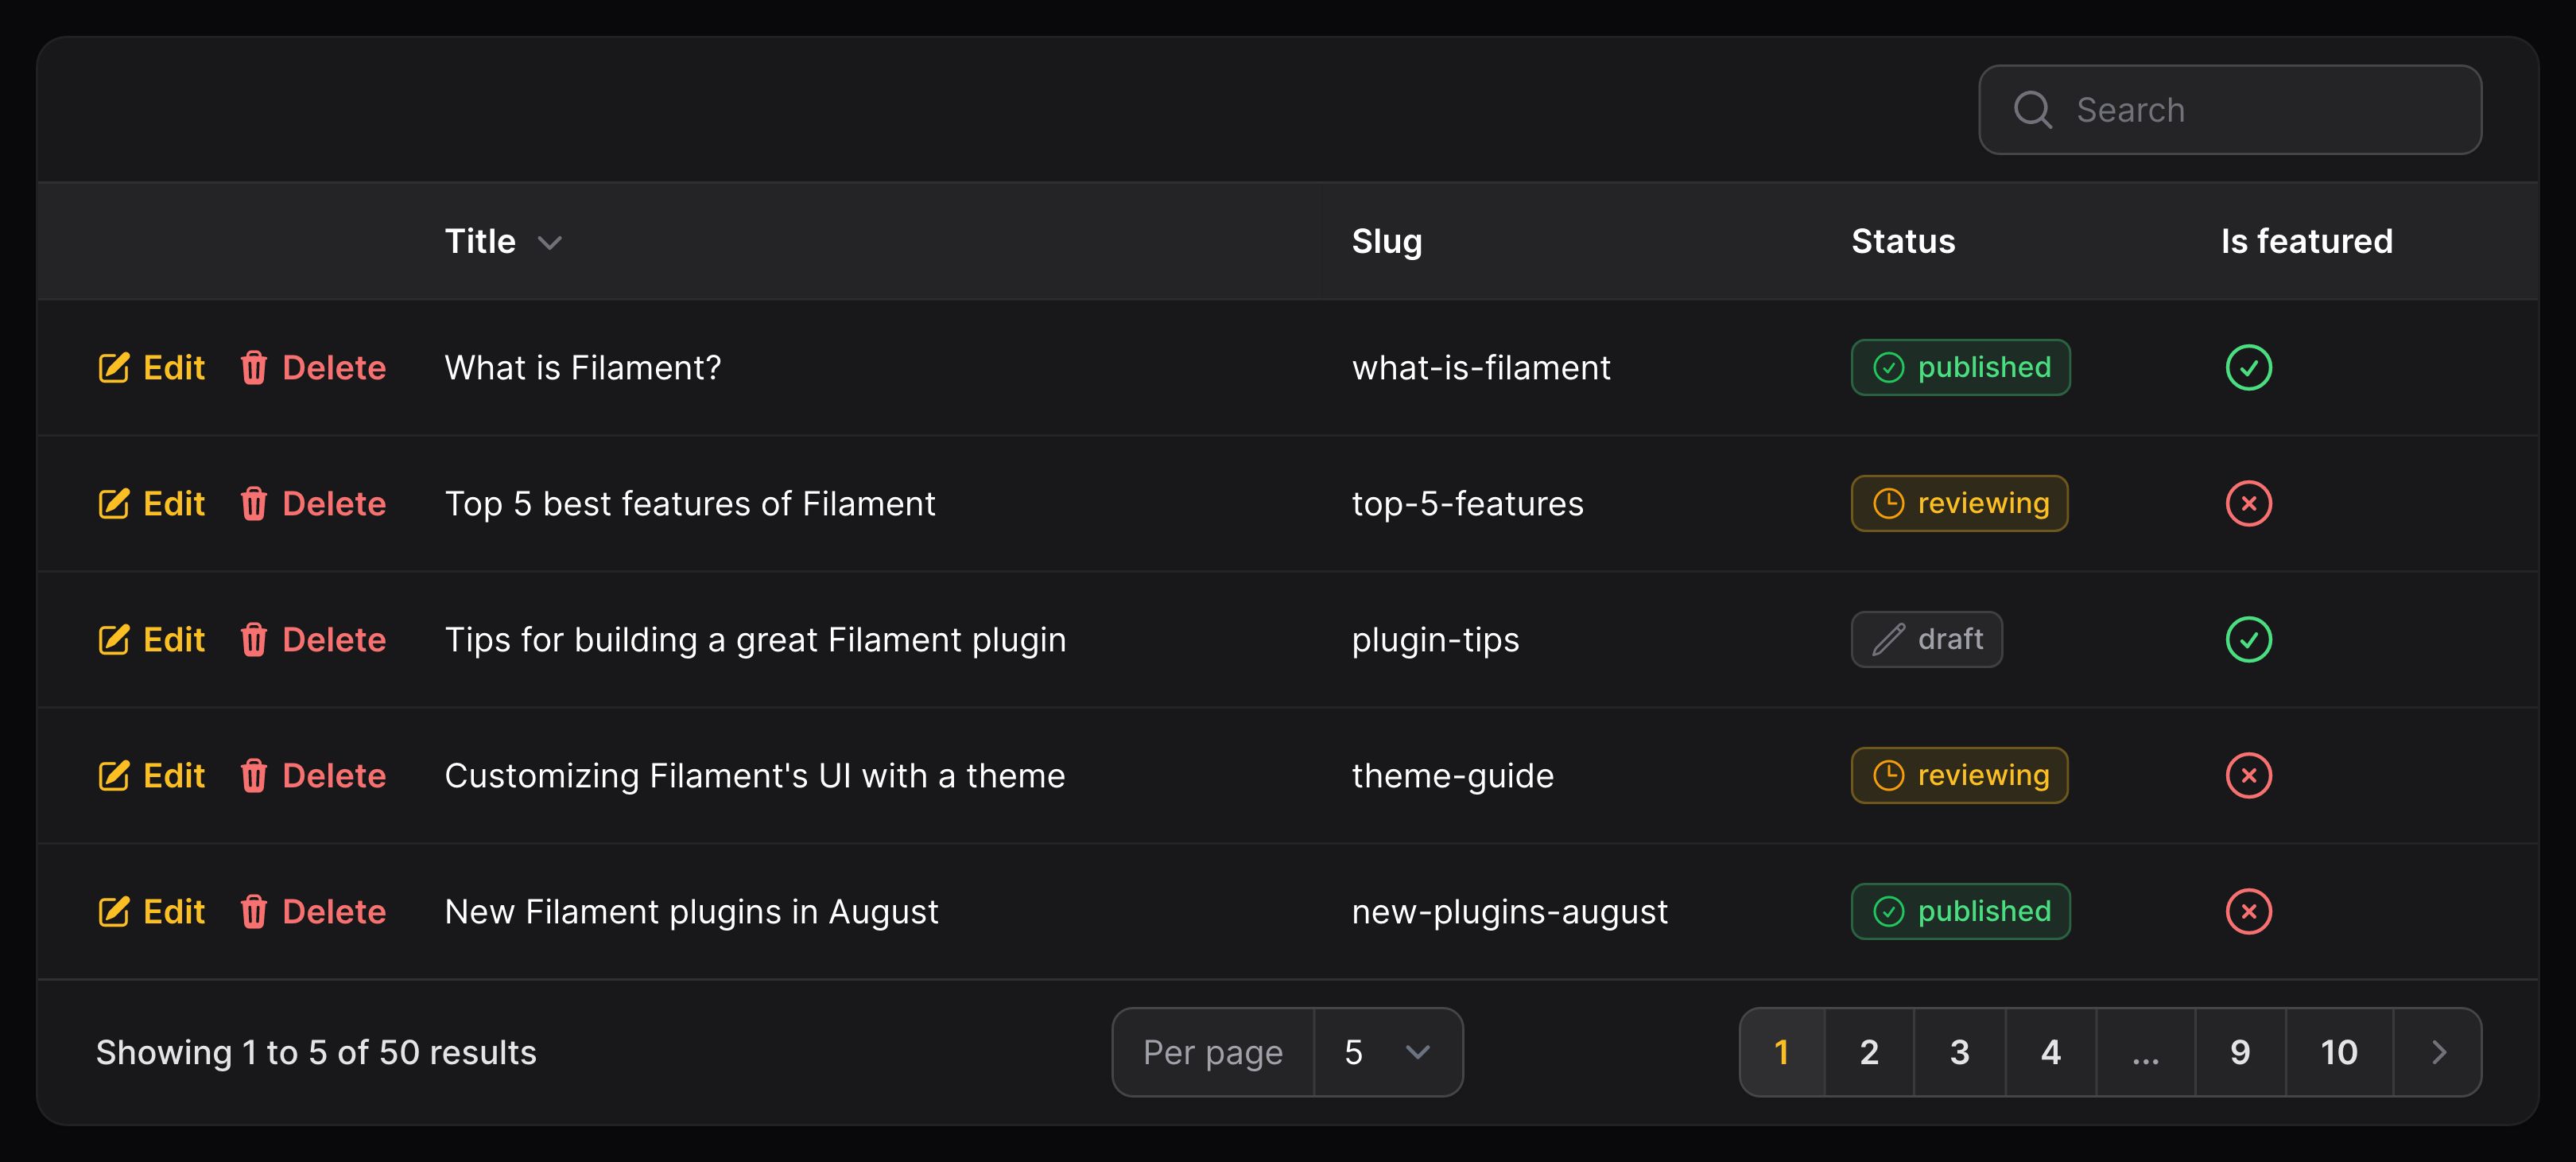 Search
Title Slug Status Is featured
Edit Delete What is Filament? what-is-filament published
Edit Delete Top 5 best features of Filament top-5-features reviewing
Edit Delete Tips for building a great Filament plugin plugin-tips draft
Edit Delete Customizing Filament's UI with a theme theme-guide reviewing
Edit Delete New Filament plugins in August new-plugins-august published
Showing 1 to 5 of 50 results Per page 5 1 2 3 4 ... 9 10